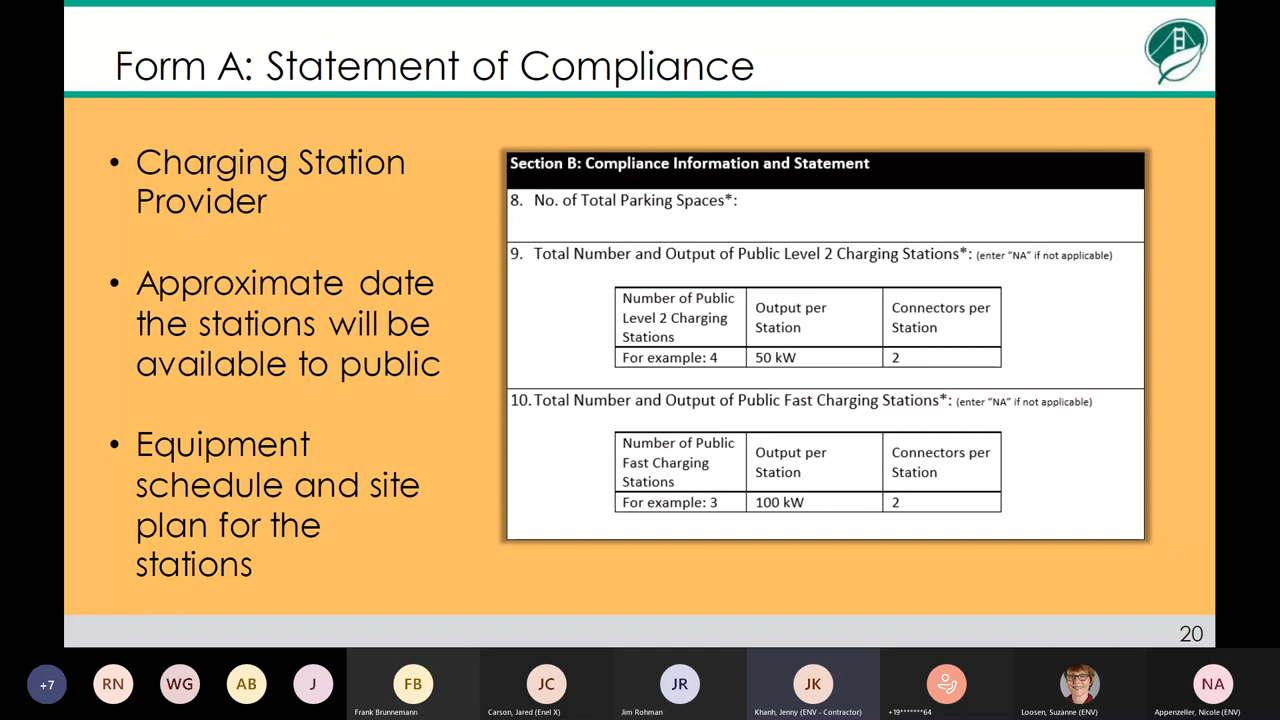 Form A: Statement of Compliance
• Charging Station
Provider
• Approximate date
the stations will be
available to public
• Equipment
schedule and site
plan for the
stations
Section B: Compliance Information and Statement
8. No. of Total Parking Spaces*:
9. Total Number and Output of Public Level 2 Charging Stations*: (enter “NA” if not applicable)
Number of Public
Level 2 Charging
Stations
Output per
Station
Connectors per
Station
For example: 4
50 kW
2
10. Total Number and Output of Public Fast Charging Stations*: (enter “NA” if not applicable)
Number of Public
Fast Charging
Stations
Output per
Station
Connectors per
Station
For example: 3
100 kW
2
20
+7
RN
WG
AB
J
FB
JC
JR
JK
NA
Frank Brunnemann
Carson, Jared (Enel X)
Jim Rohman
Khanh, Jenny (ENV - Contractor)
+19*******64
Loosen, Suzanne (ENV)
Appenzeller, Nicole (ENV)